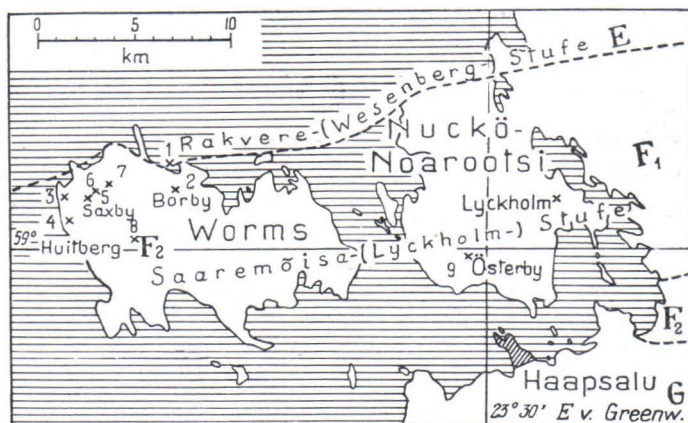 0 5 10
km
Rakvere-(Wesenberg-) Stufe E
Nuckö-
Noarootsi
F₁
1
2
Borby
3
4
5
6
7
Saxby
Huitberg
8
F₂
59°
Worms
Lyckholm
Saaremõisa-(Lyckholm-) Stufe
9
Österby
F₂
Haapsalu
G
23°30' E v. Greenw.